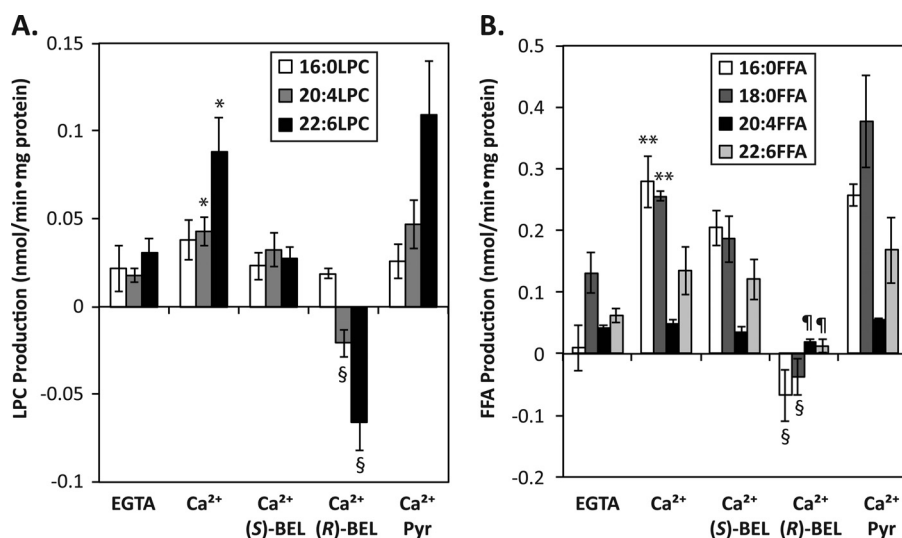 A.
LPC Production (nmol/min•mg protein)
0.15
0.1
0.05
0
-0.05
-0.1
16:0LPC
20:4LPC
22:6LPC
*
*
§
§
EGTA
Ca²⁺
Ca²⁺
(S)-BEL
Ca²⁺
(R)-BEL
Ca²⁺
Pyr
B.
FFA Production (nmol/min•mg protein)
0.5
0.4
0.3
0.2
0.1
0
-0.1
-0.2
16:0FFA
18:0FFA
20:4FFA
22:6FFA
**
**
¶ ¶
§
§
EGTA
Ca²⁺
Ca²⁺
(S)-BEL
Ca²⁺
(R)-BEL
Ca²⁺
Pyr